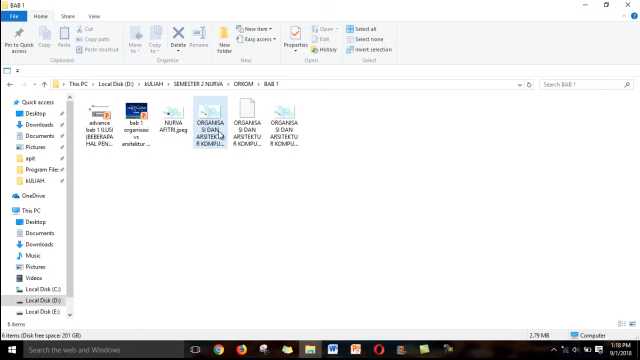 BAB 1
File Home Share View
Pin to Quick access
Copy
Paste
Cut
Copy path
Paste shortcut
Clipboard
Move to
Copy to
Delete
Rename
Organize
New folder
New item
Easy access
New
Properties
Open
Edit
History
Open
Select all
Select none
Invert selection
Select
This PC > Local Disk (D:) > kULIAH > SEMESTER 2 NURVA > ORKOM > BAB 1
Search BAB 1
Quick access
Desktop
Downloads
Documents
Pictures
apit
Program Files
kULIAH
OneDrive
This PC
Desktop
Documents
Downloads
Music
Pictures
Videos
Local Disk (C:)
Local Disk (D:)
Local Disk (E:)
advance bab 1 ILUSI (BEBERAPA HAL PEN...
bab 1 organisasi vs arsitektur ...
NURVA AFITRI.jpeg
ORGANISASI DAN ARSITEKTUR KOMPU...
ORGANISASI DAN ARSITEKTUR KOMPU...
ORGANISASI DAN ARSITEKTUR KOMPU...
6 items
6 items (Disk free space: 201 GB)
2.79 MB
Computer
Search the web and Windows
1:18 PM
9/1/2018